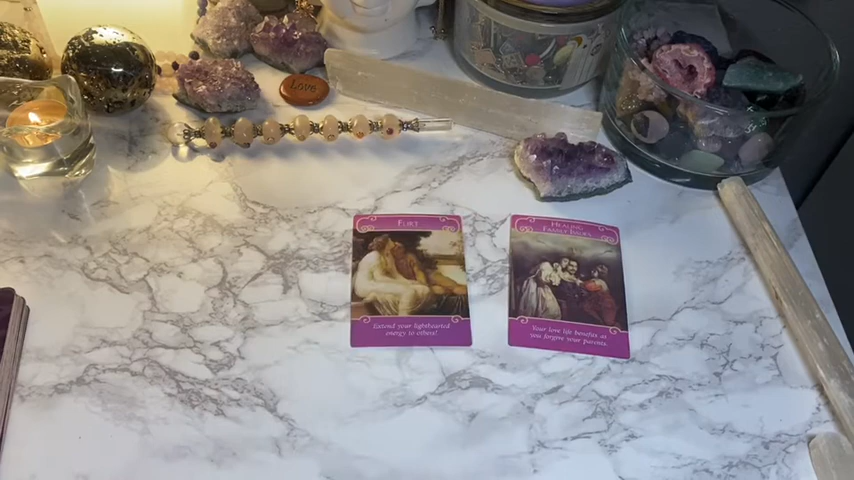 Love
FLIRT
Extend your lighthearted
energy to others!
HEALING
FAMILY ISSUES
Your love life benefits as
you forgive your parents.